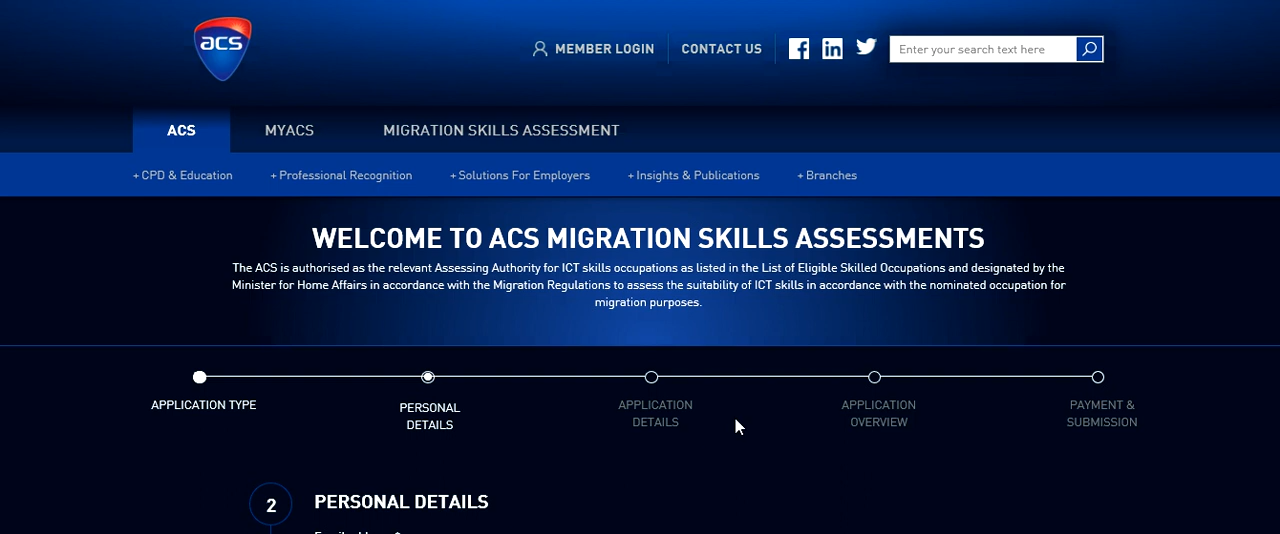 acs
MEMBER LOGIN
CONTACT US
Enter your search text here
ACS
MYACS
MIGRATION SKILLS ASSESSMENT
+ CPD & Education
+ Professional Recognition
+ Solutions For Employers
+ Insights & Publications
+ Branches
WELCOME TO ACS MIGRATION SKILLS ASSESSMENTS
The ACS is authorised as the relevant Assessing Authority for ICT skills occupations as listed in the List of Eligible Skilled Occupations and designated by the
Minister for Home Affairs in accordance with the Migration Regulations to assess the suitability of ICT skills in accordance with the nominated occupation for
migration purposes.
APPLICATION TYPE
PERSONAL
DETAILS
APPLICATION
DETAILS
APPLICATION
OVERVIEW
PAYMENT &
SUBMISSION
2
PERSONAL DETAILS